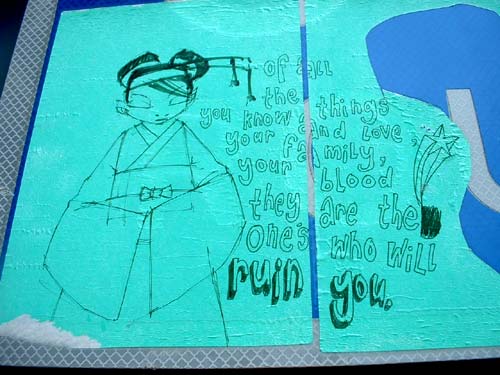 of all
the things
you know and love,
your family,
your blood
they are the
one's who will
ruin you.